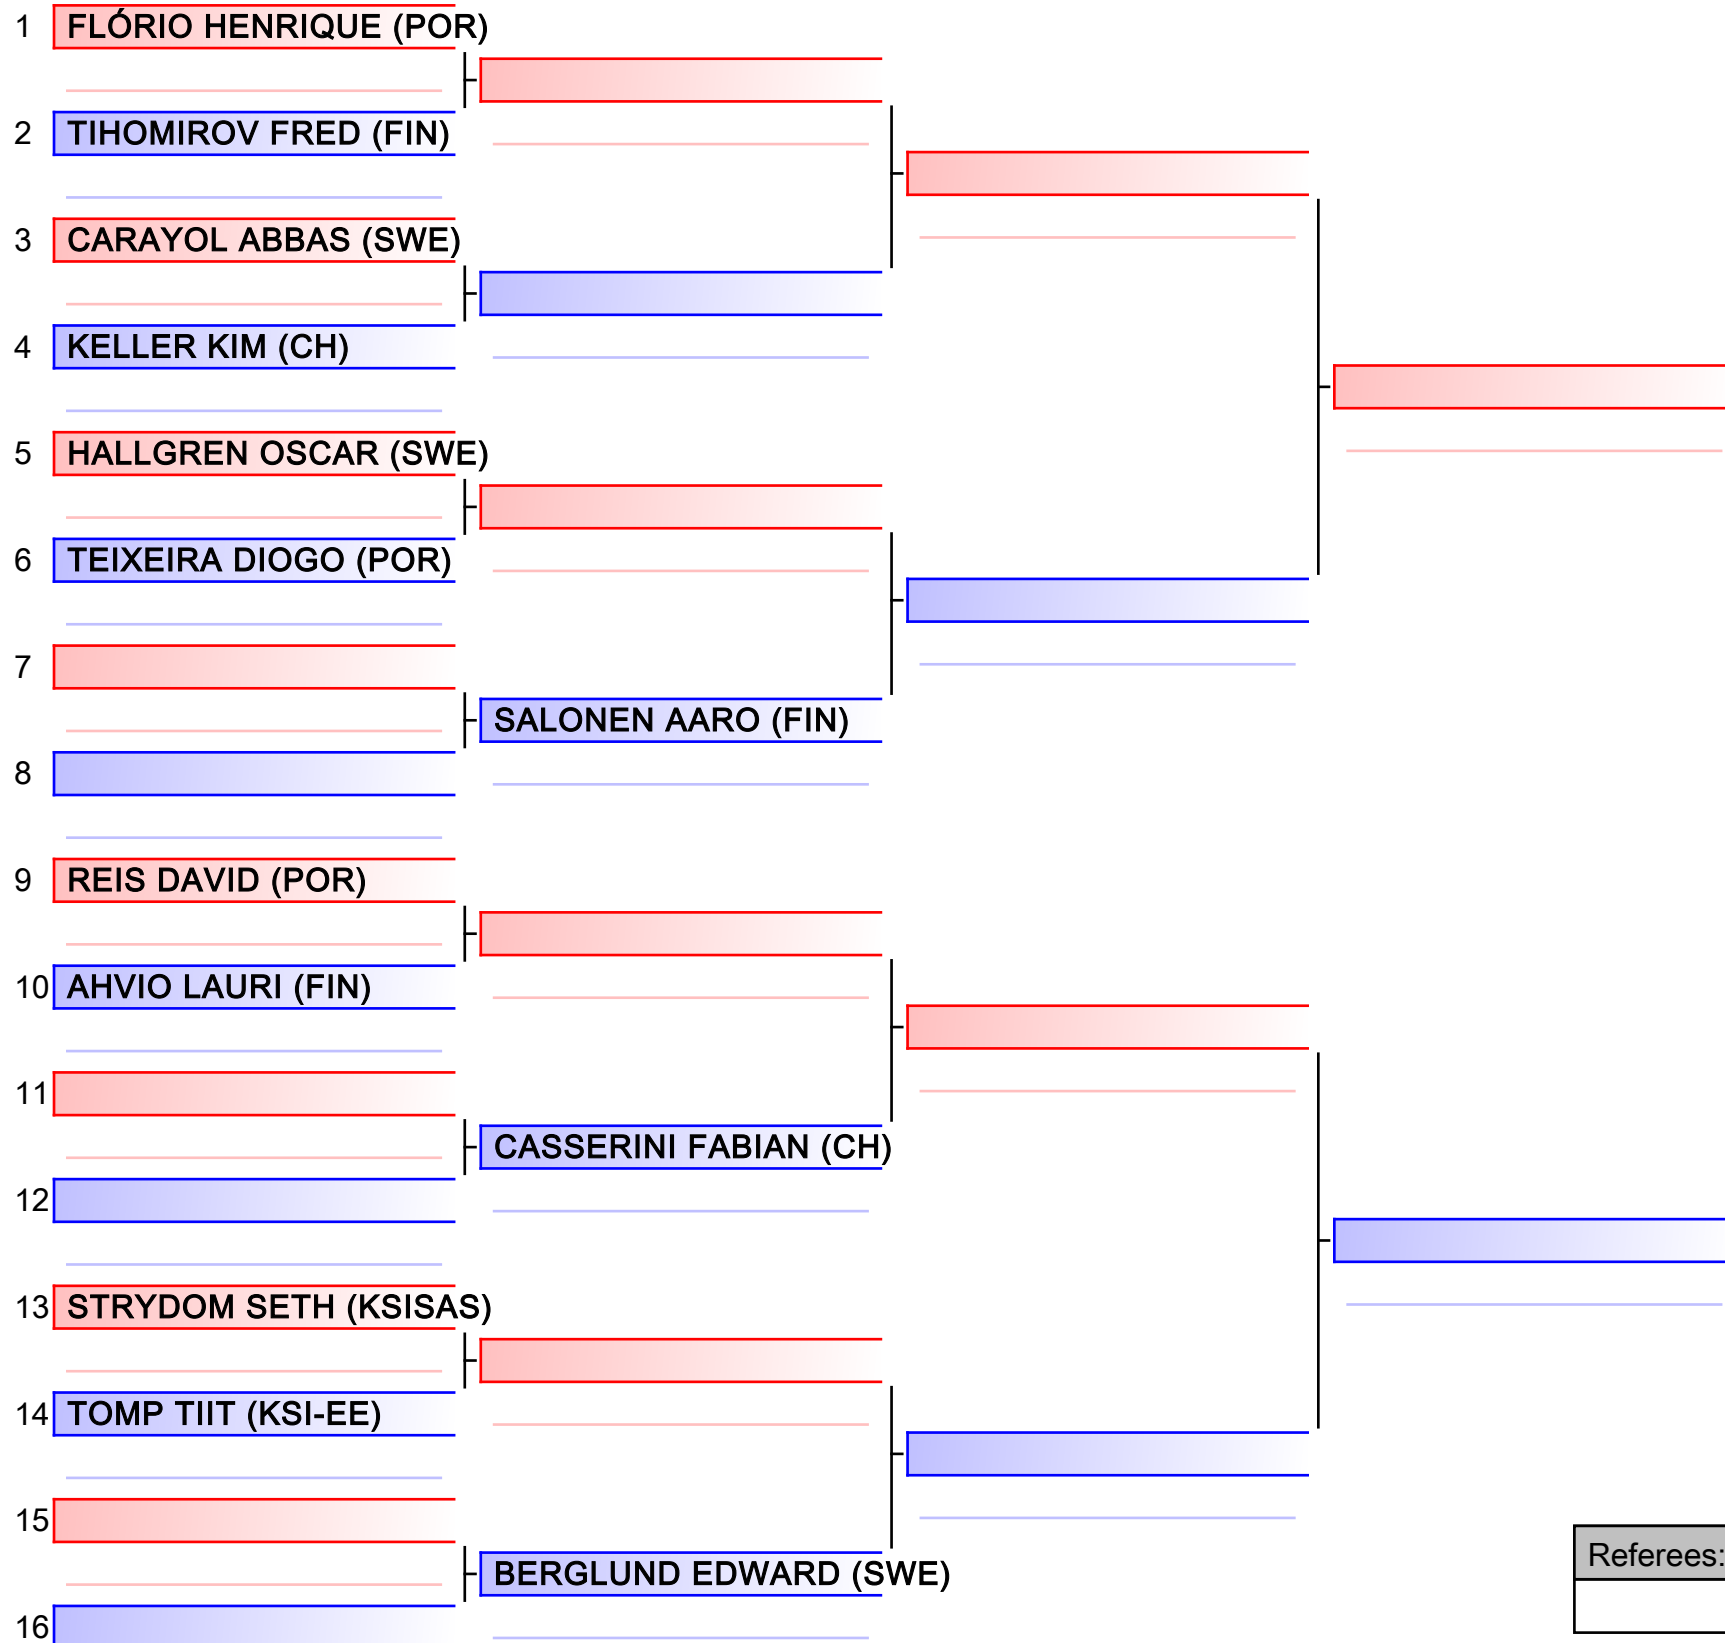 1 FLÓRIO HENRIQUE (POR)
2 TIHOMIROV FRED (FIN)
3 CARAYOL ABBAS (SWE)
4 KELLER KIM (CH)
5 HALLGREN OSCAR (SWE)
6 TEIXEIRA DIOGO (POR)
7
SALONEN AARO (FIN)
8
9 REIS DAVID (POR)
10 AHVIO LAURI (FIN)
11
CASSERINI FABIAN (CH)
12
13 STRYDOM SETH (KSISAS)
14 TOMP TIIT (KSI-EE)
15
Referees:
BERGLUND EDWARD (SWE)
16